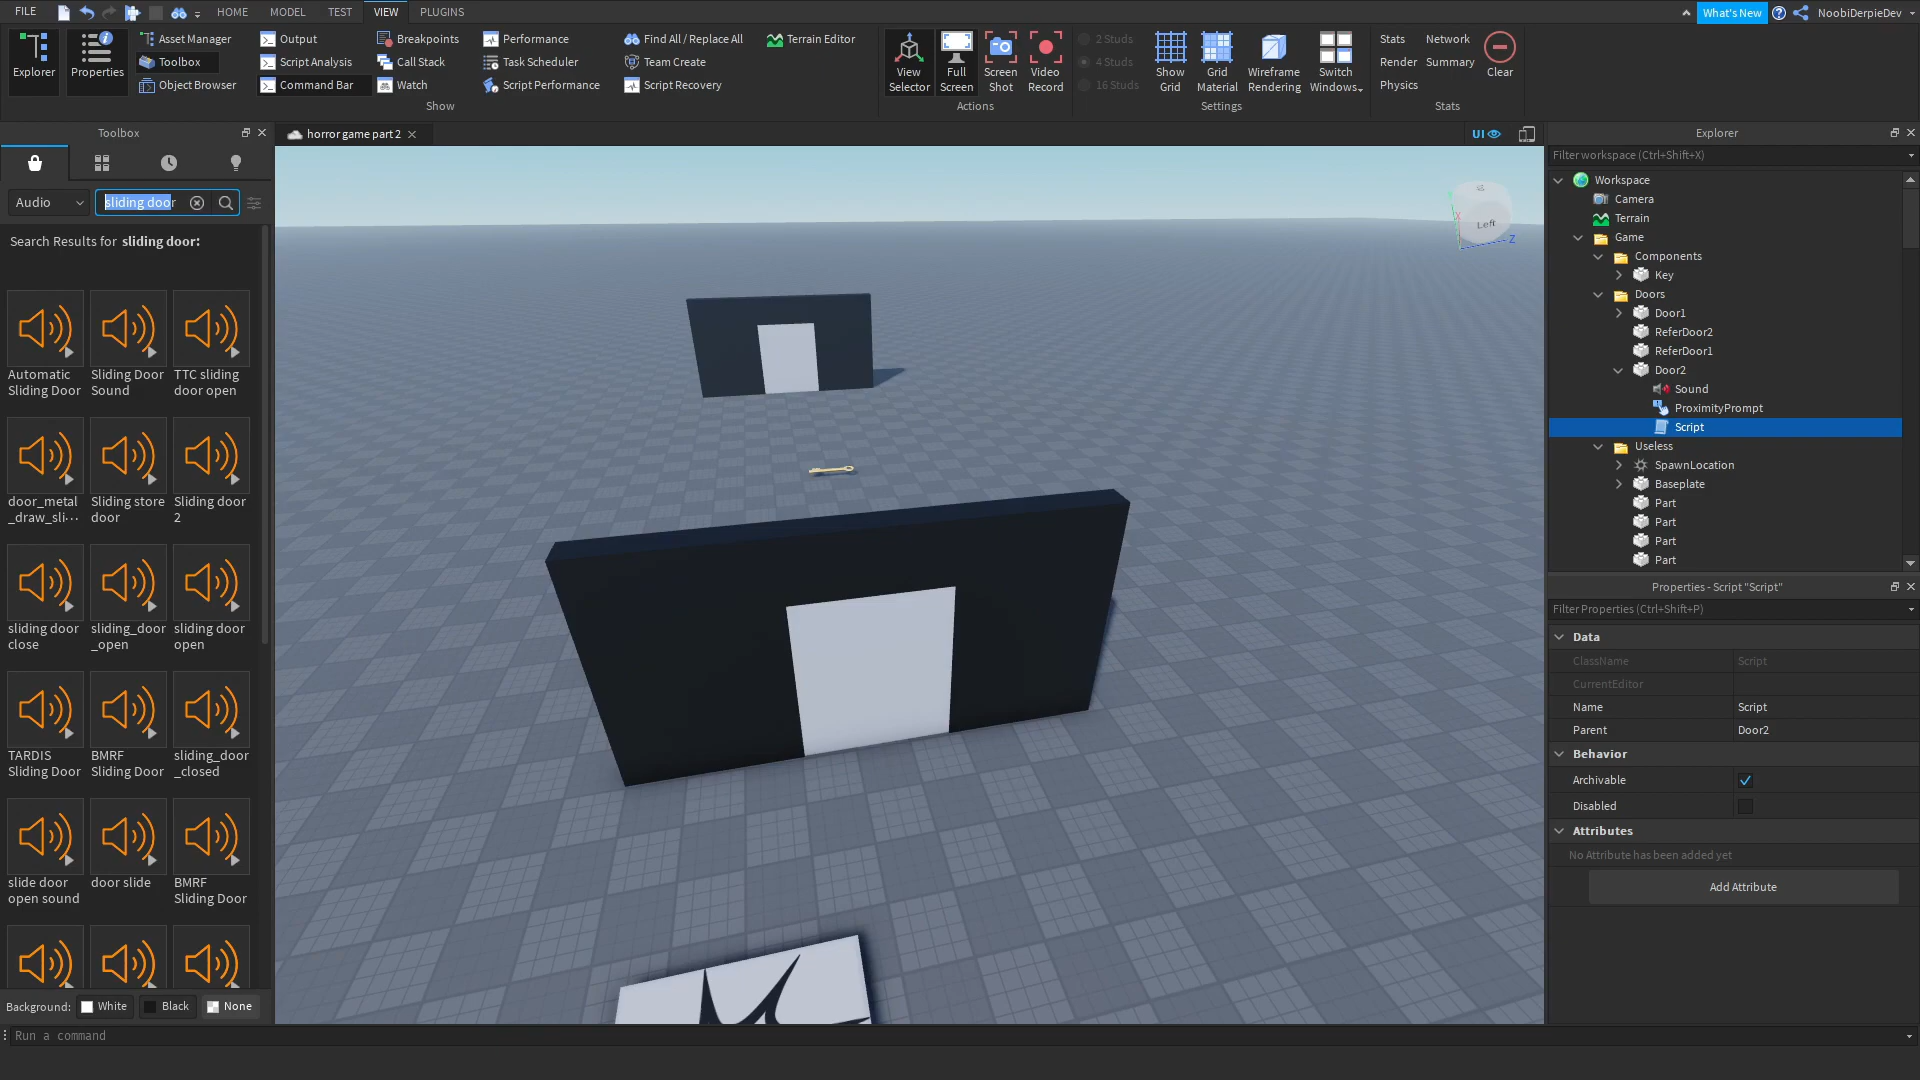 FILE
HOME
MODEL
TEST
VIEW
PLUGINS
What's New
NoobiDerpieDev
Explorer
Properties
Asset Manager
Toolbox
Object Browser
Output
Script Analysis
Command Bar
Breakpoints
Call Stack
Watch
Performance
Task Scheduler
Script Performance
Find All / Replace All
Team Create
Script Recovery
Terrain Editor
Show
View
Selector
Full
Screen
Screen
Shot
Video
Record
Actions
2 Studs
4 Studs
16 Studs
Show
Grid
Grid
Material
Wireframe
Rendering
Switch
Windows
Settings
Stats
Network
Render
Summary
Physics
Clear
Stats
Toolbox
Audio
sliding door
Search Results for sliding door:
Automatic
Sliding Door
Sliding Door
Sound
TTC sliding
door open
door_metal
_draw_sli...
Sliding store
door
Sliding door
2
sliding door
close
sliding_door
_open
sliding door
open
TARDIS
Sliding Door
BMRF
Sliding Door
sliding_door
_closed
slide door
open sound
door slide
BMRF
Sliding Door
Background:
White
Black
None
Run a command
horror game part 2
UI
Left
X
Z
Explorer
Filter workspace (Ctrl+Shift+X)
Workspace
Camera
Terrain
Game
Components
Key
Doors
Door1
ReferDoor2
ReferDoor1
Door2
Sound
ProximityPrompt
Script
Useless
SpawnLocation
Baseplate
Part
Part
Part
Part
Properties - Script "Script"
Filter Properties (Ctrl+Shift+P)
Data
ClassName Script
CurrentEditor
Name Script
Parent Door2
Behavior
Archivable
Disabled
Attributes
No Attribute has been added yet
Add Attribute